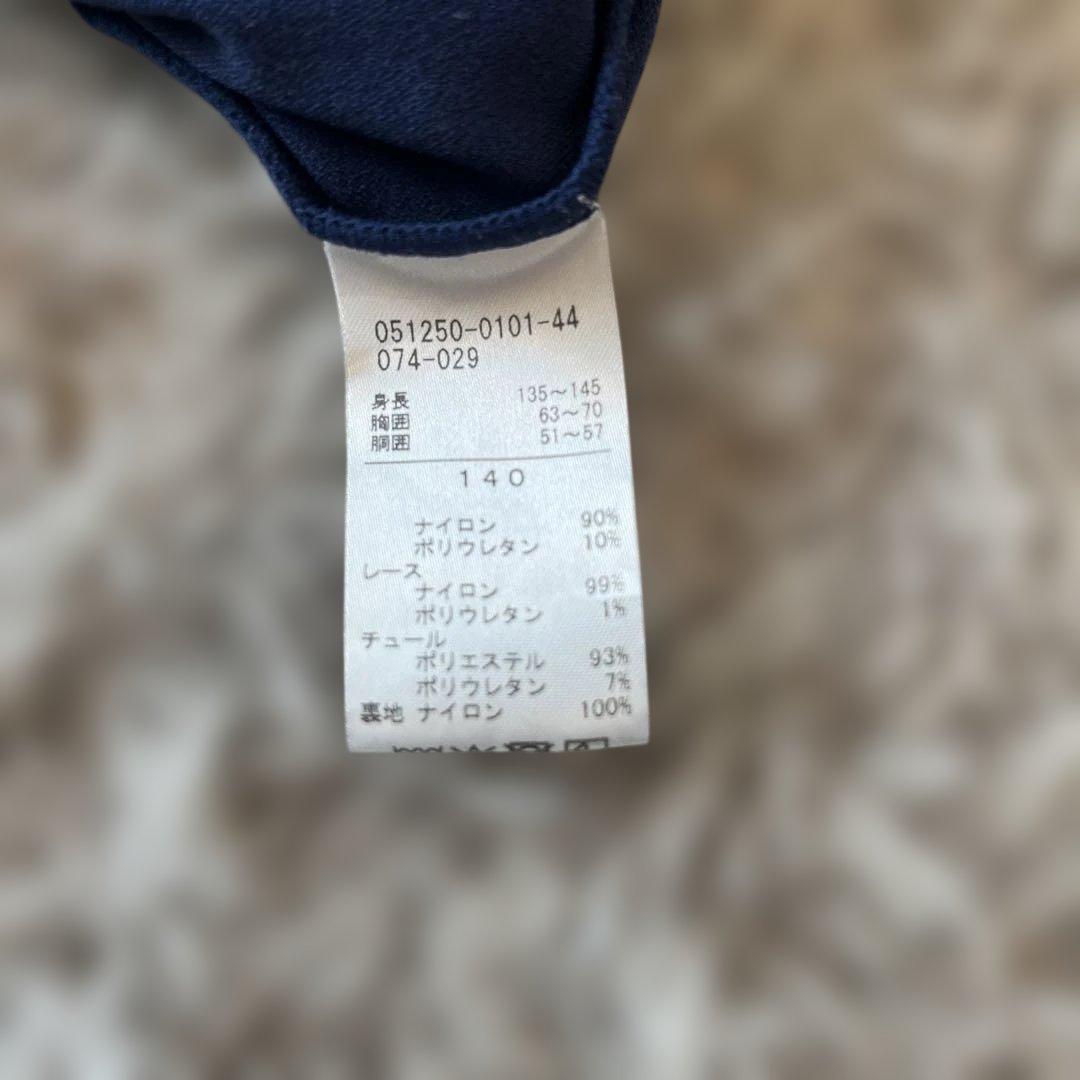 051250-0101-44
074-029
身長 135～145
胸囲 63～70
胴囲 51～57
140
ナイロン 90%
ポリウレタン 10%
レース
ナイロン 99%
ポリウレタン 1%
チュール
ポリエステル 93%
ポリウレタン 7%
裏地 ナイロン 100%